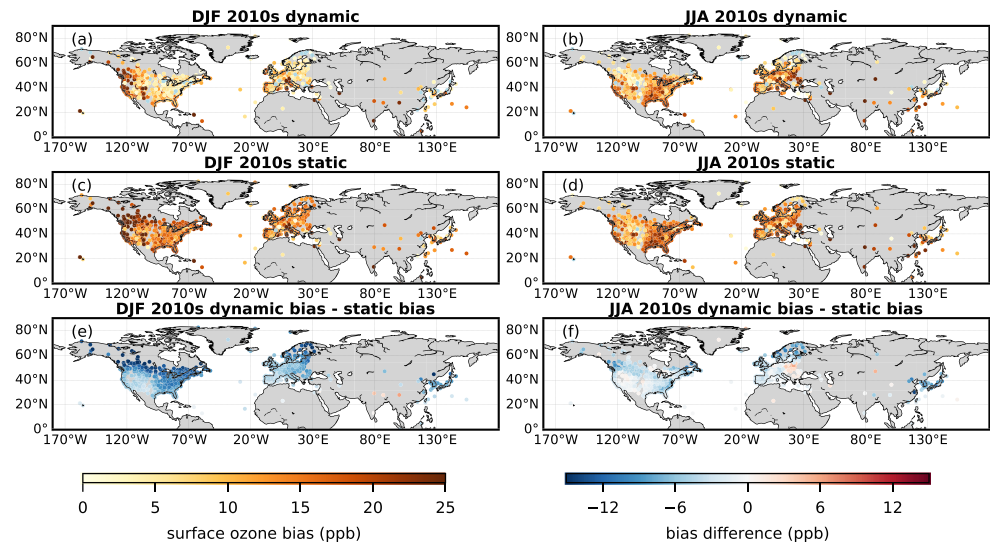 DJF 2010s dynamic JJA 2010s dynamic
80°N (a) 80°N (b)
60°N 60°N
40°N 40°N
20°N 20°N
0° 0°
170°W 120°W 70°W 20°W 30°E 80°E 130°E 170°W 120°W 70°W 20°W 30°E 80°E 130°E
DJF 2010s static JJA 2010s static
80°N (c) 80°N (d)
60°N 60°N
40°N 40°N
20°N 20°N
0° 0°
170°W 120°W 70°W 20°W 30°E 80°E 130°E 170°W 120°W 70°W 20°W 30°E 80°E 130°E
DJF 2010s dynamic bias - static bias JJA 2010s dynamic bias - static bias
80°N (e) 80°N (f)
60°N 60°N
40°N 40°N
20°N 20°N
0° 0°
170°W 120°W 70°W 20°W 30°E 80°E 130°E 170°W 120°W 70°W 20°W 30°E 80°E 130°E
0 5 10 15 20 25 −12 −6 0 6 12
surface ozone bias (ppb) bias difference (ppb)